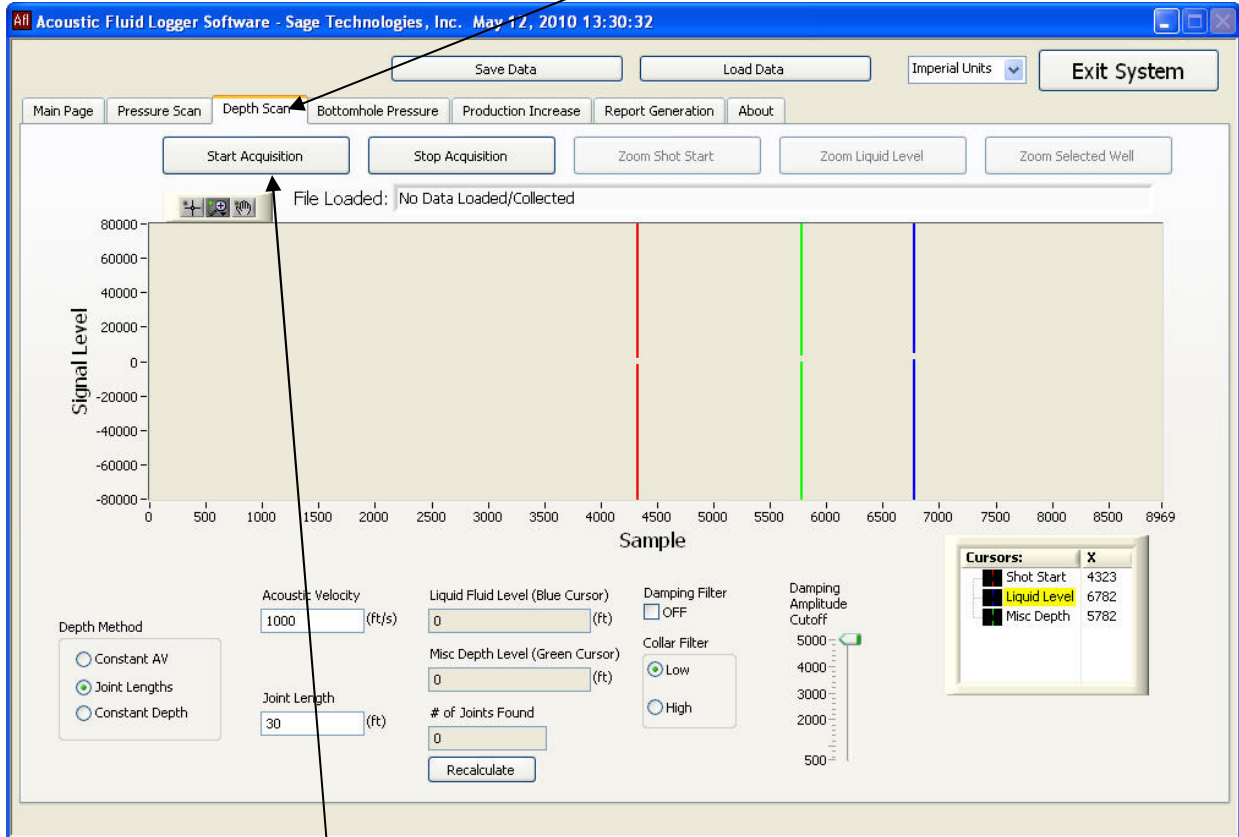 Afl Acoustic Fluid Logger Software - Sage Technologies, Inc. May 12, 2010 13:30:32
Save Data Load Data Imperial Units Exit System
Main Page Pressure Scan Depth Scan Bottomhole Pressure Production Increase Report Generation About
Start Acquisition Stop Acquisition Zoom Shot Start Zoom Liquid Level Zoom Selected Well
File Loaded: No Data Loaded/Collected
Signal Level
80000
60000
40000
20000
0
-20000
-40000
-60000
-80000
0 500 1000 1500 2000 2500 3000 3500 4000 4500 5000 5500 6000 6500 7000 7500 8000 8500 8969
Sample
Cursors: X
Shot Start 4323
Liquid Level 6782
Misc Depth 5782
Depth Method
Constant AV
Joint Lengths
Constant Depth
Acoustic Velocity
1000 (ft/s)
Joint Length
30 (ft)
Liquid Fluid Level (Blue Cursor)
0 (ft)
Misc Depth Level (Green Cursor)
0 (ft)
# of Joints Found
0
Recalculate
Damping Filter
OFF
Collar Filter
Low
High
Damping
Amplitude
Cutoff
5000
4000
3000
2000
500